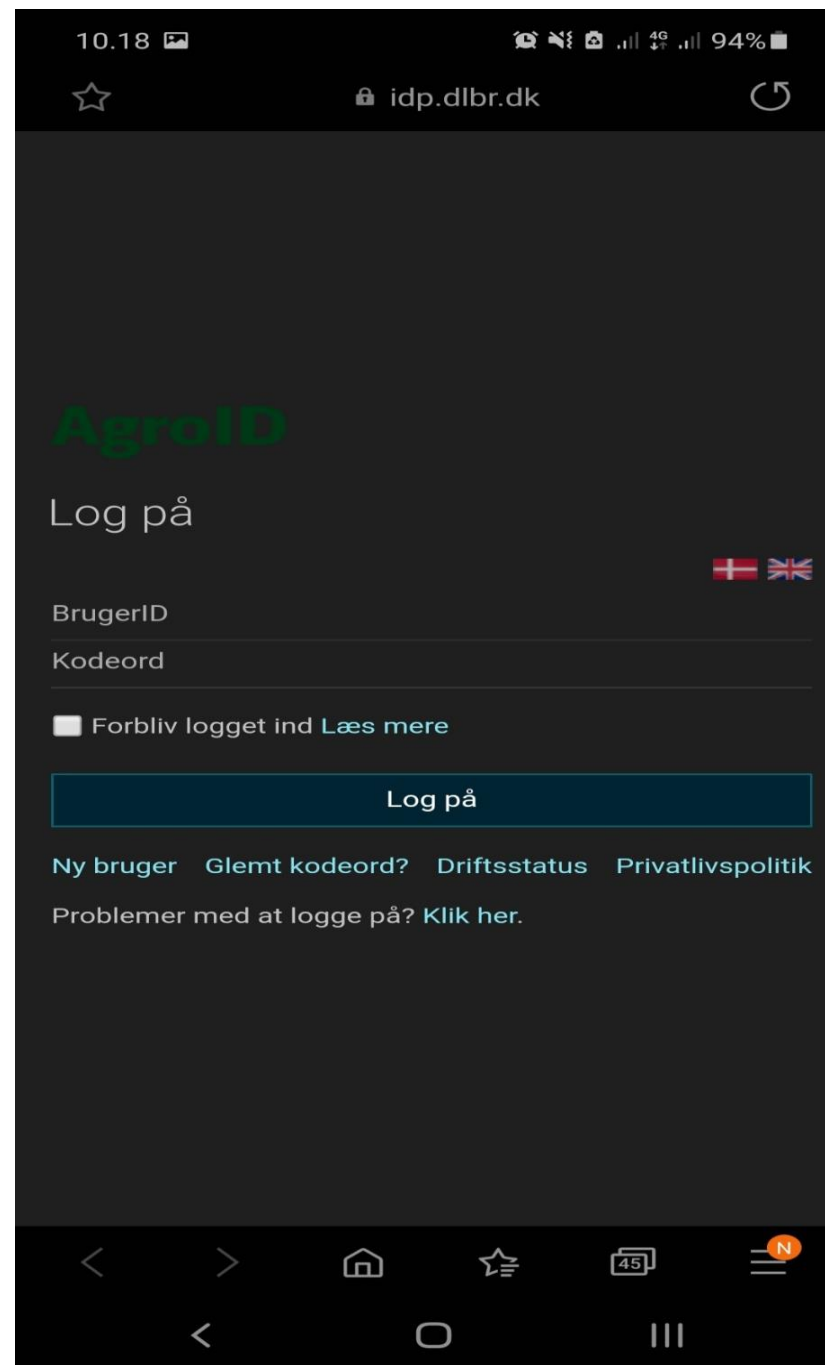 10.18 4G 94%
idp.dlbr.dk
AgroID
Log på
BrugerID
Kodeord
Forbliv logget ind Læs mere
Log på
Ny bruger Glemt kodeord? Driftsstatus Privatlivspolitik
Problemer med at logge på? Klik her.
45 N